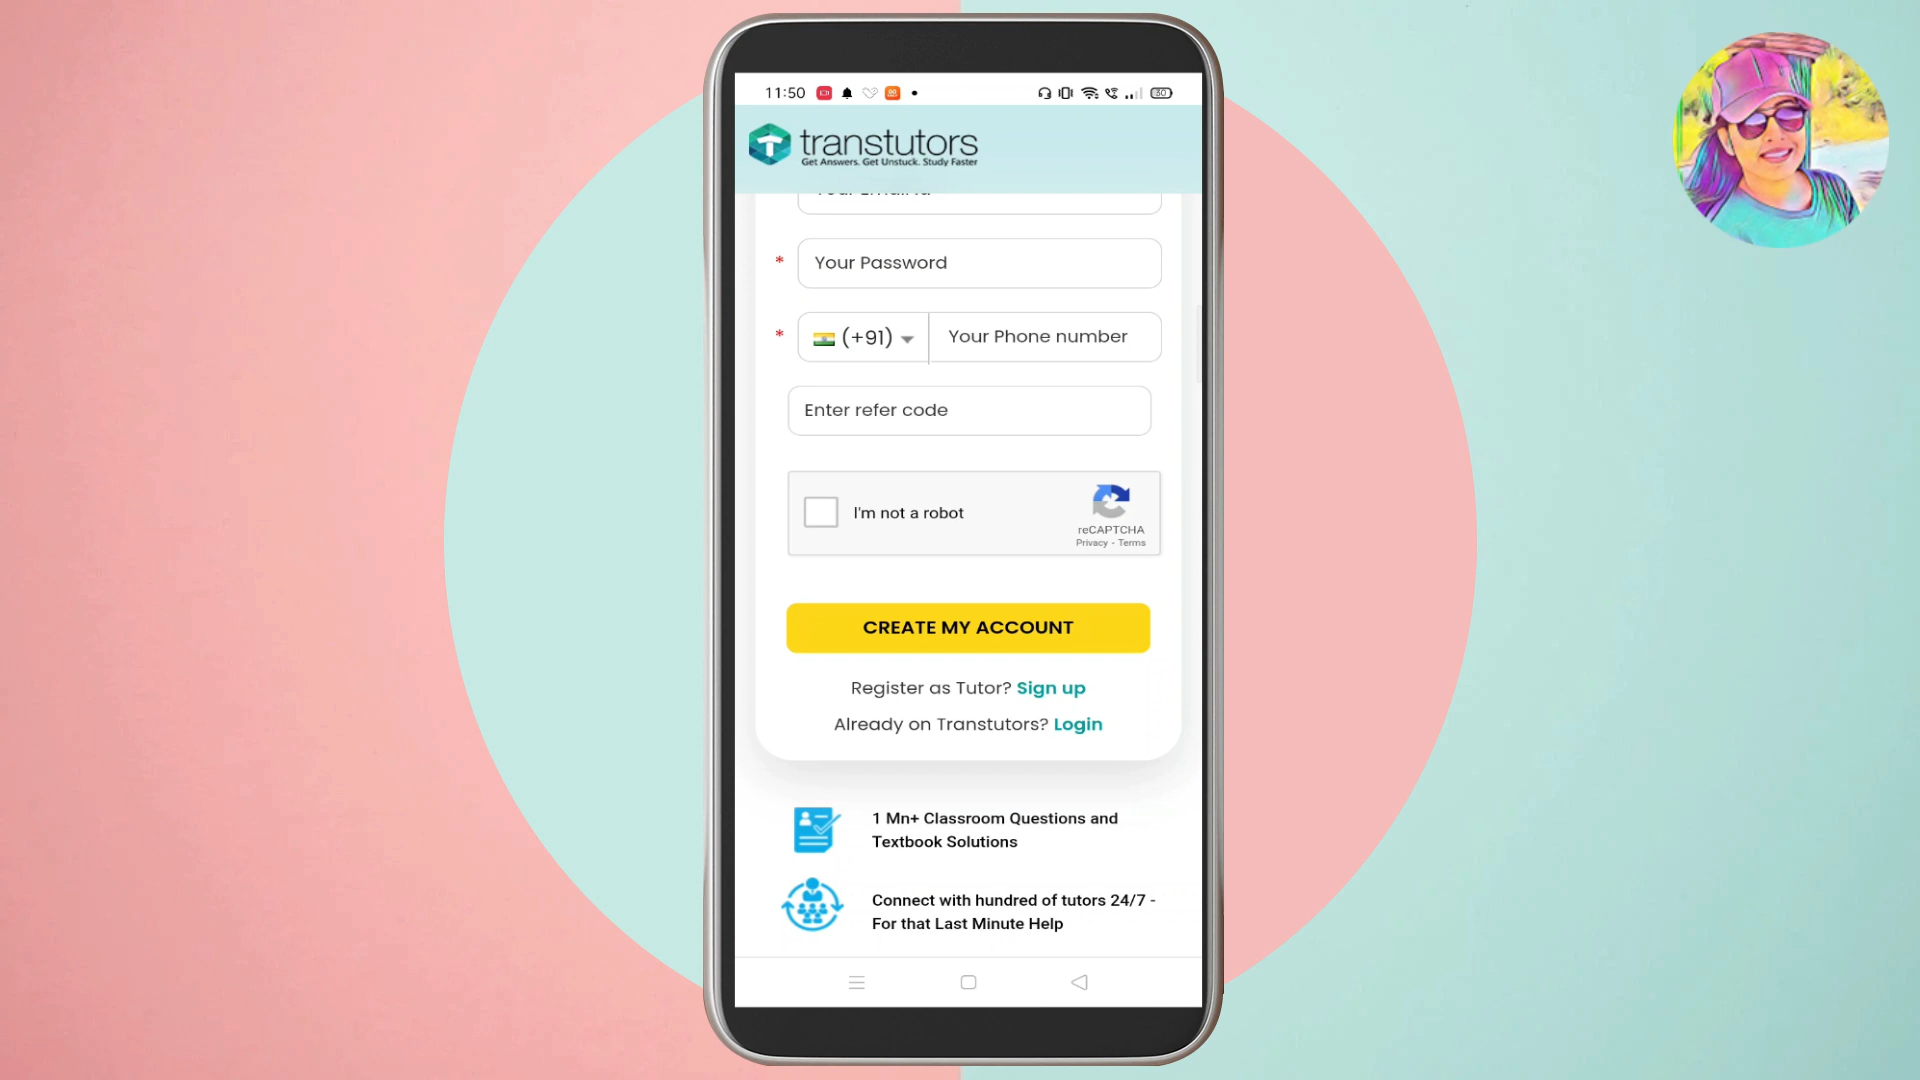 11:50
30
transtutors
Get Answers. Get Unstuck. Study Faster
* Your Password
* (+91) Your Phone number
Enter refer code
I'm not a robot
reCAPTCHA
Privacy - Terms
CREATE MY ACCOUNT
Register as Tutor? Sign up
Already on Transtutors? Login
1 Mn+ Classroom Questions and
Textbook Solutions
Connect with hundred of tutors 24/7 -
For that Last Minute Help